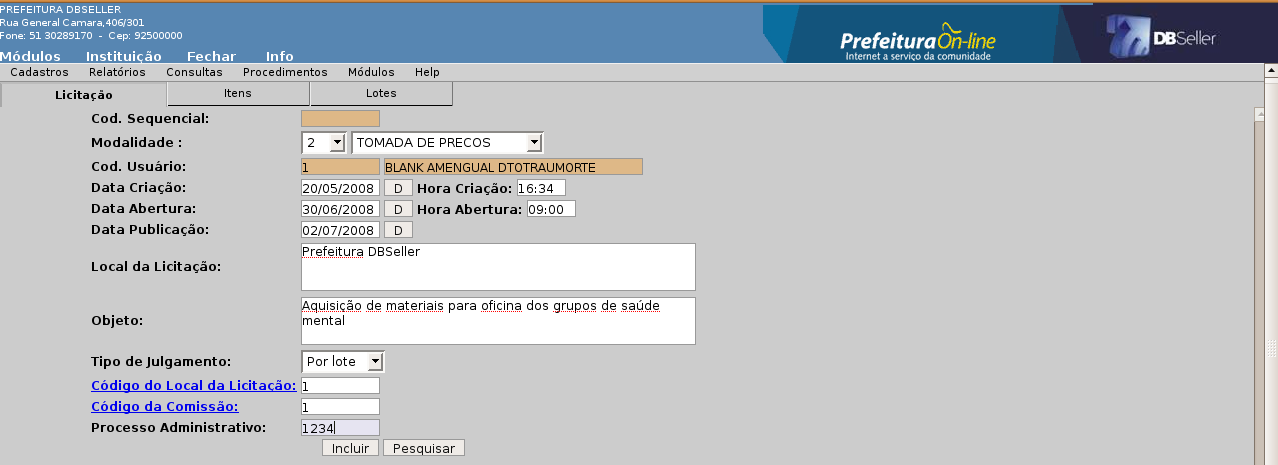 PREFEITURA DBSELLER
Rua General Camara,406/301
Fone: 51 30289170 - Cep: 92500000
Módulos Instituição Fechar Info
Prefeitura On-line
Internet a serviço da comunidade
DBSeller
Cadastros Relatórios Consultas Procedimentos Módulos Help
Licitação Itens Lotes
Cod. Sequencial:
Modalidade : 2 TOMADA DE PRECOS
Cod. Usuário: 1 BLANK AMENGUAL DTOTRAUMORTE
Data Criação: 20/05/2008 D Hora Criação: 16:34
Data Abertura: 30/06/2008 D Hora Abertura: 09:00
Data Publicação: 02/07/2008 D
Local da Licitação: Prefeitura DBSeller
Objeto: Aquisição de materiais para oficina dos grupos de saúde
mental
Tipo de Julgamento: Por lote
Código do Local da Licitação: 1
Código da Comissão: 1
Processo Administrativo: 1234
Incluir Pesquisar